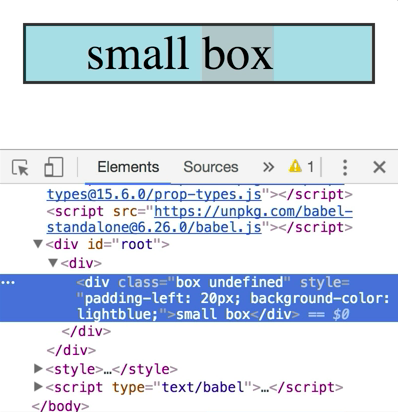 small box
Elements Sources » 1
types@15.6.0/prop-types.js"></script>
<script src="https://unpkg.com/babel-
standalone@6.26.0/babel.js"></script>
▼<div id="root">
▼<div>
<div class="box undefined" style=
"padding-left: 20px; background-color:
lightblue;">small box</div> == $0
</div>
</div>
▶<style>…</style>
▶<script type="text/babel">…</script>
</body>